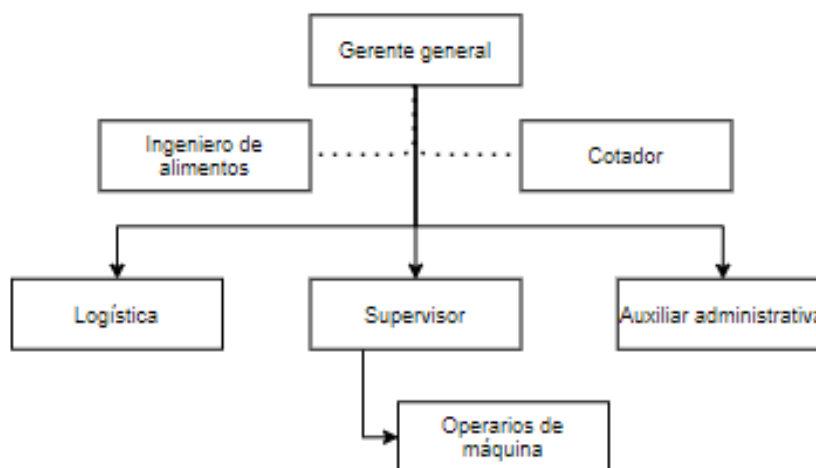 Gerente general
Ingeniero de
alimentos
Cotador
Logística
Supervisor
Auxiliar administrativa
Operarios de
máquina